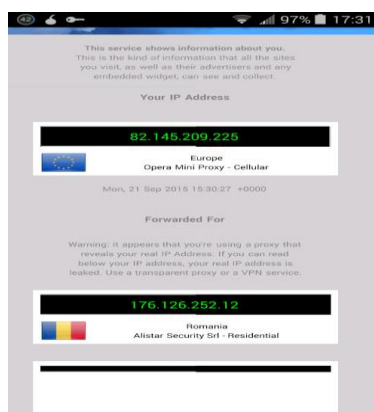 42 97% 17:31
This service shows information about you.
This is the kind of information that all the sites
you visit, as well as their advertisers and any
embedded widget, can see and collect.
Your IP Address
82.145.209.225
Europe
Opera Mini Proxy - Cellular
Mon, 21 Sep 2015 15:30:27 +0000
Forwarded For
Warning: it appears that you're using a proxy that
reveals your real IP Address. If you can read
below your IP address, your real IP address is
leaked. Use a transparent proxy or a VPN service.
176.126.252.12
Romania
Alistar Security Srl - Residential